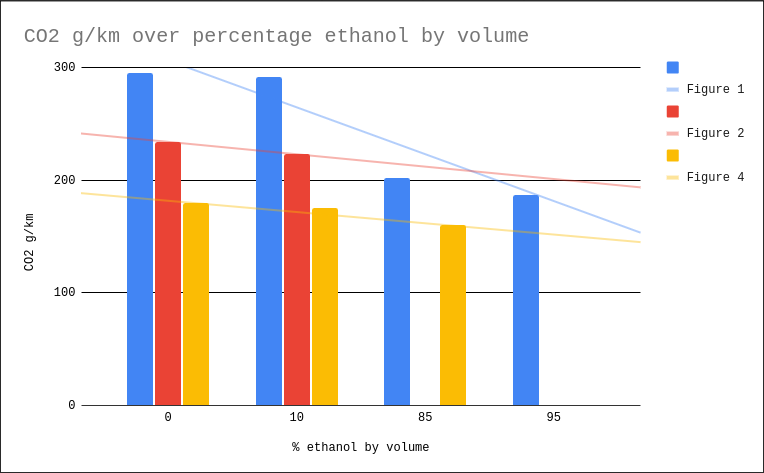 CO2 g/km over percentage ethanol by volume
300
200
100
0
CO2 g/km
0 10 85 95
% ethanol by volume
Figure 1
Figure 2
Figure 4